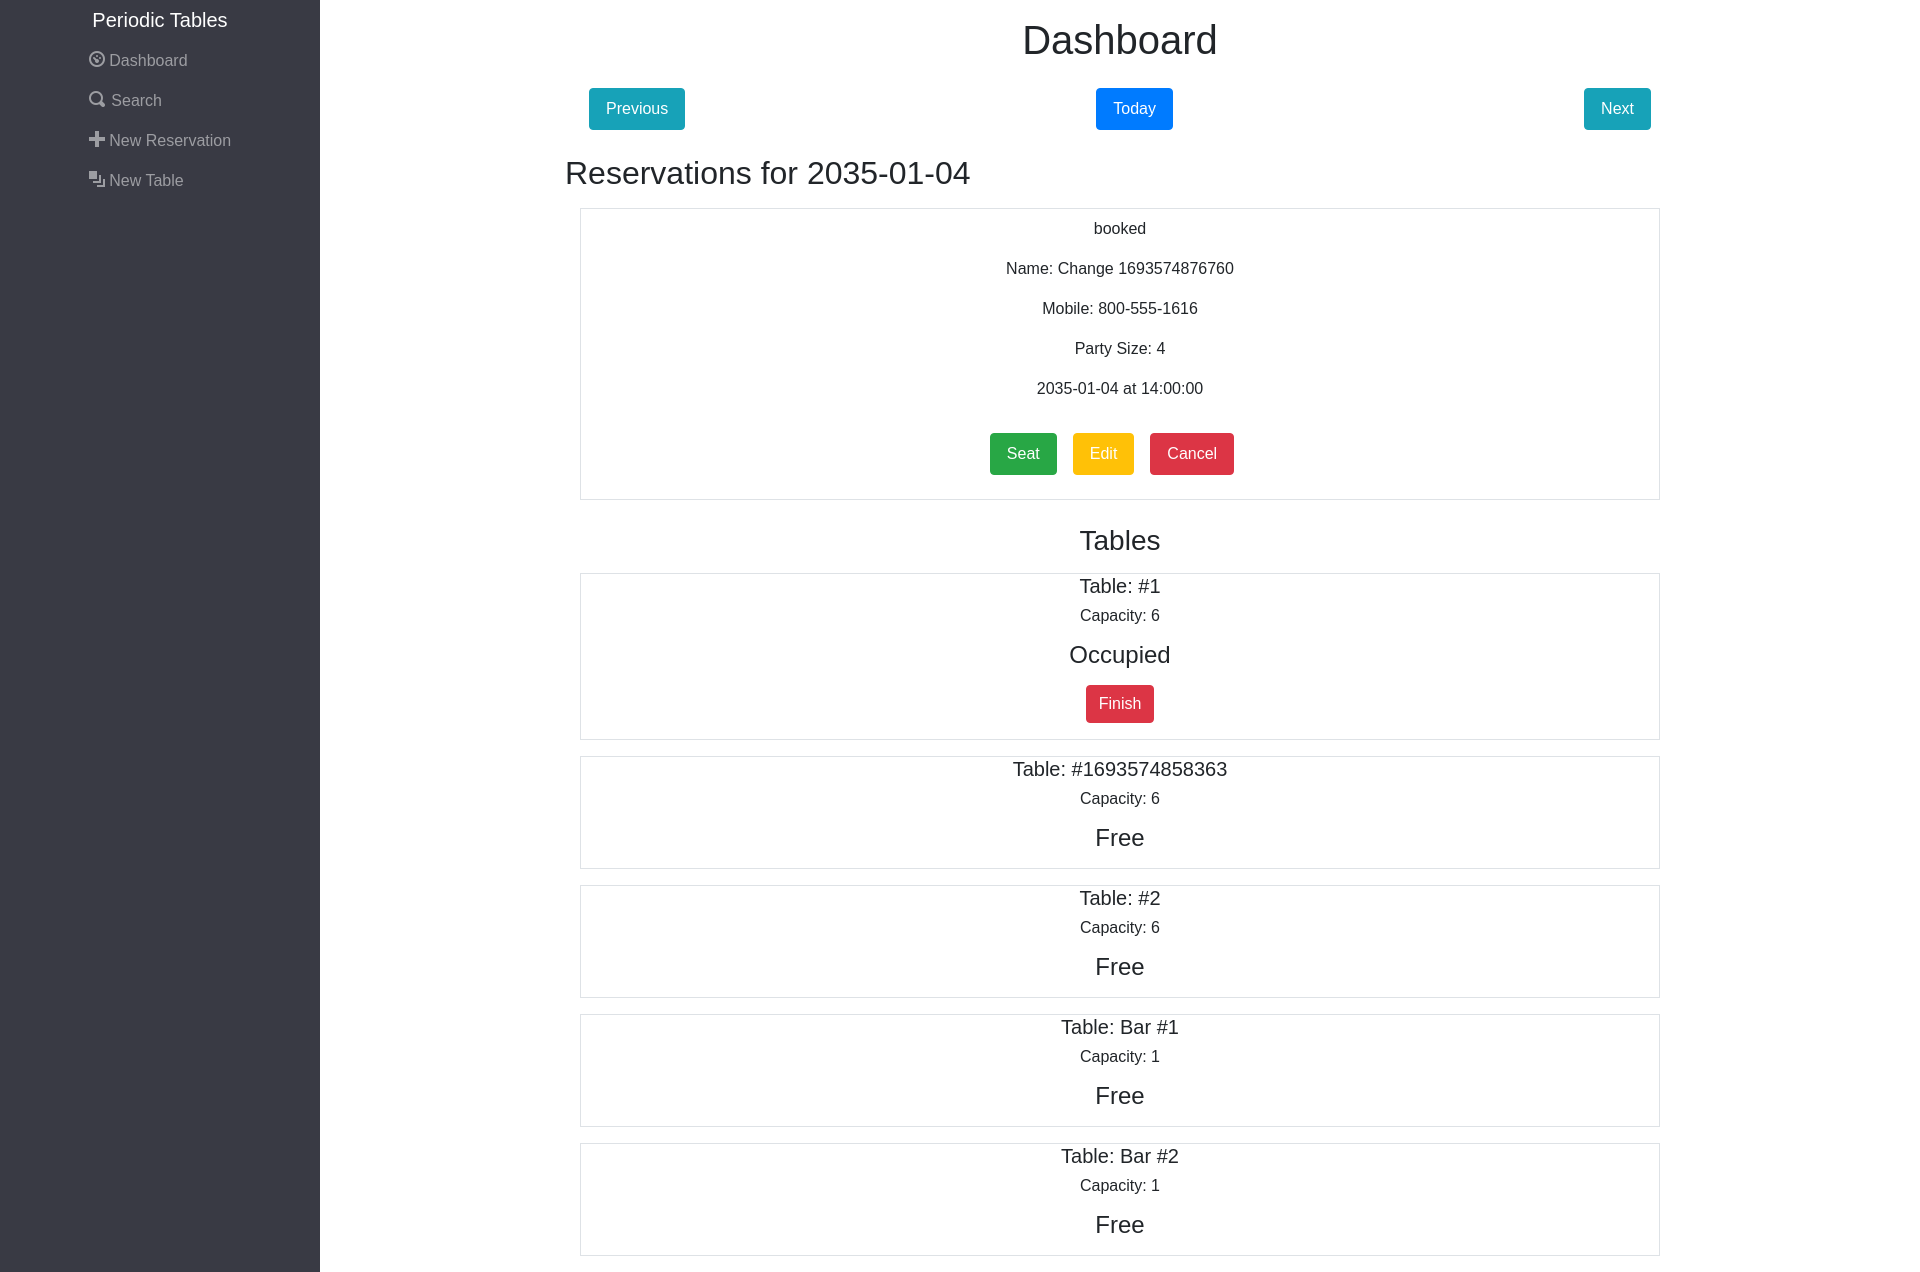 Periodic Tables
Dashboard
Search
New Reservation
New Table
Dashboard
Previous
Today
Next
Reservations for 2035-01-04
booked
Name: Change 1693574876760
Mobile: 800-555-1616
Party Size: 4
2035-01-04 at 14:00:00
Seat
Edit
Cancel
Tables
Table: #1
Capacity: 6
Occupied
Finish
Table: #1693574858363
Capacity: 6
Free
Table: #2
Capacity: 6
Free
Table: Bar #1
Capacity: 1
Free
Table: Bar #2
Capacity: 1
Free